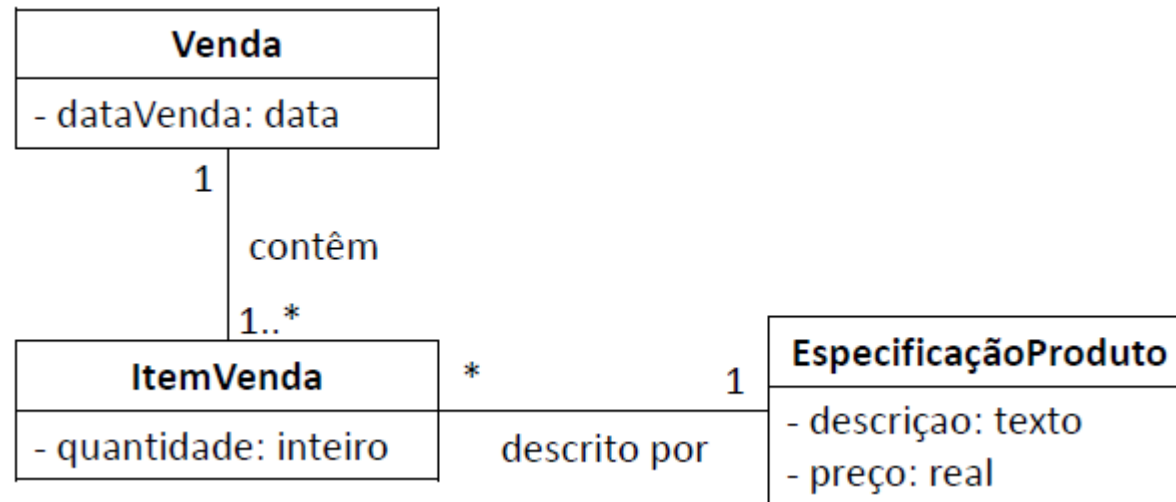 Venda
- dataVenda: data
1
contêm
1..*
ItemVenda
- quantidade: inteiro
*
1
descrito por
EspecificaçãoProduto
- descriçao: texto
- preço: real